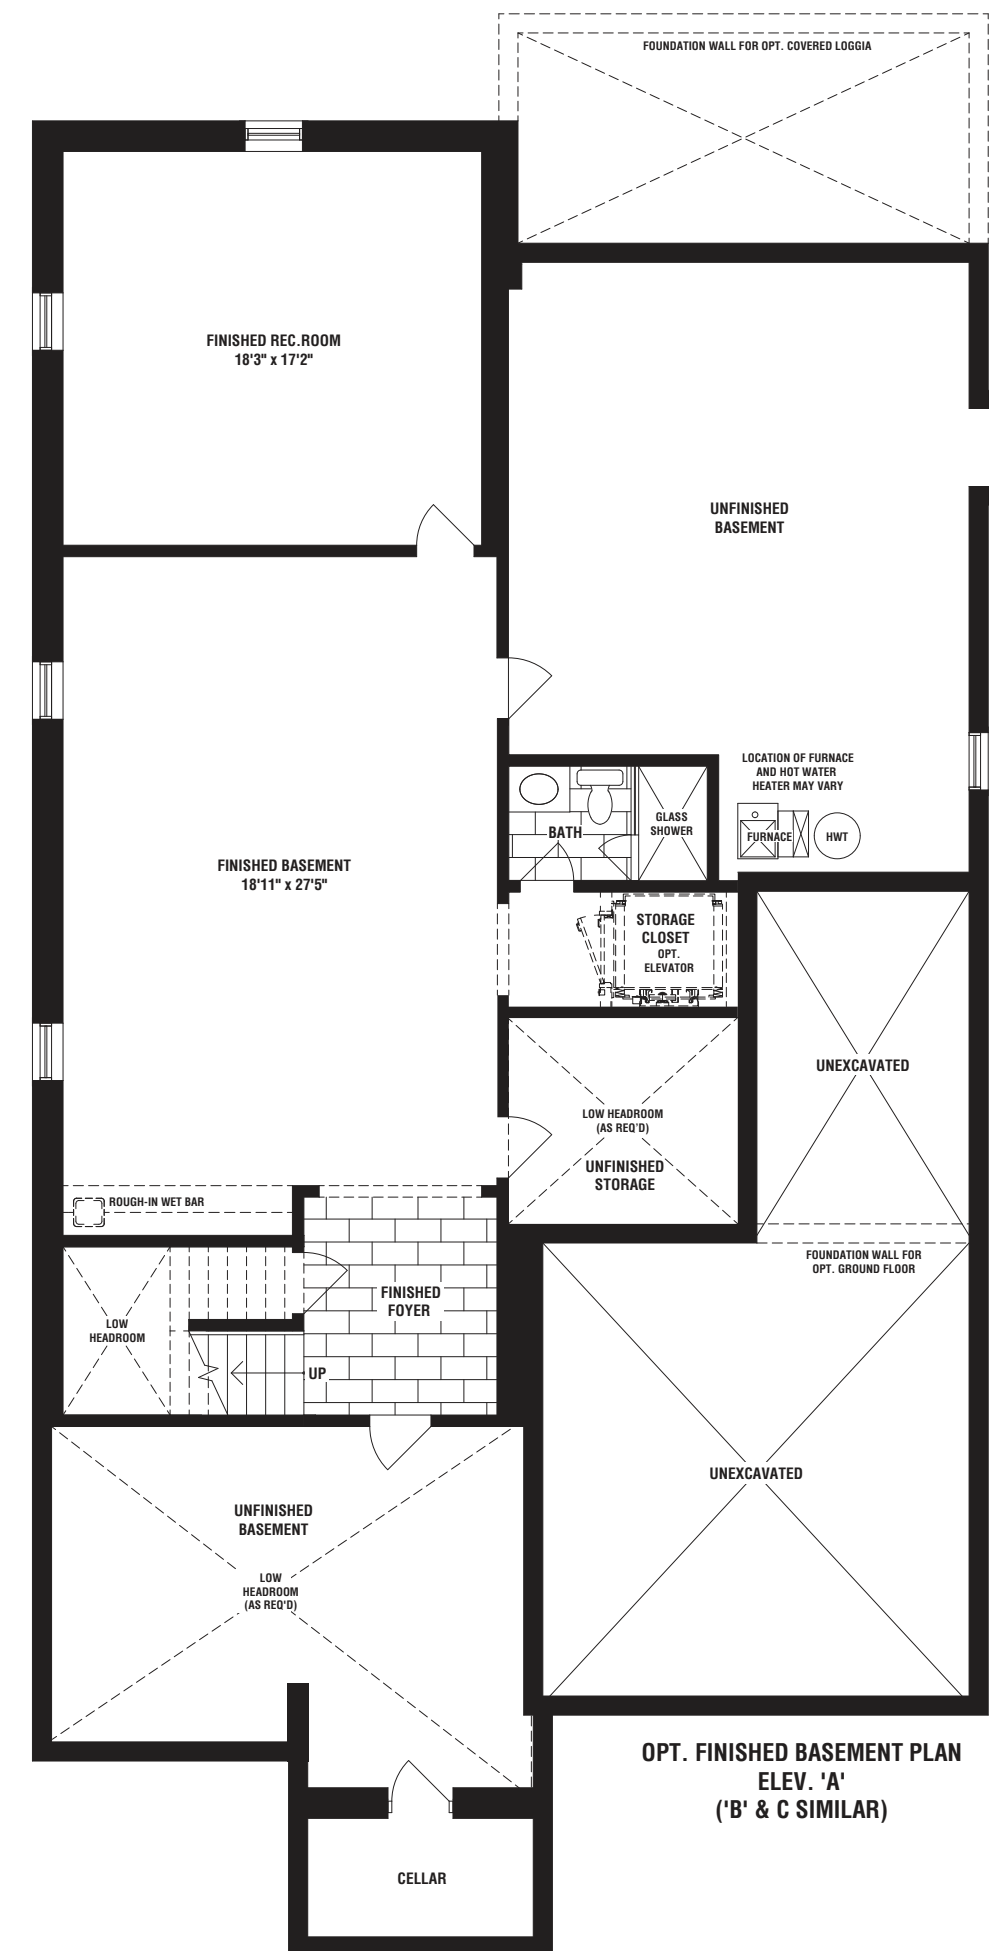 FOUNDATION WALL FOR OPT. COVERED LOGGIA
FINISHED REC.ROOM
18'3" x 17'2"
UNFINISHED
BASEMENT
LOCATION OF FURNACE
AND HOT WATER
HEATER MAY VARY
FURNACE
HWT
GLASS
SHOWER
BATH
FINISHED BASEMENT
18'11" x 27'5"
STORAGE
CLOSET
OPT.
ELEVATOR
UNEXCAVATED
LOW HEADROOM
(AS REQ'D)
UNFINISHED
STORAGE
ROUGH-IN WET BAR
FOUNDATION WALL FOR
OPT. GROUND FLOOR
FINISHED
FOYER
LOW
HEADROOM
UP
UNEXCAVATED
UNFINISHED
BASEMENT
LOW
HEADROOM
(AS REQ'D)
OPT. FINISHED BASEMENT PLAN
ELEV. 'A'
('B' & C SIMILAR)
CELLAR